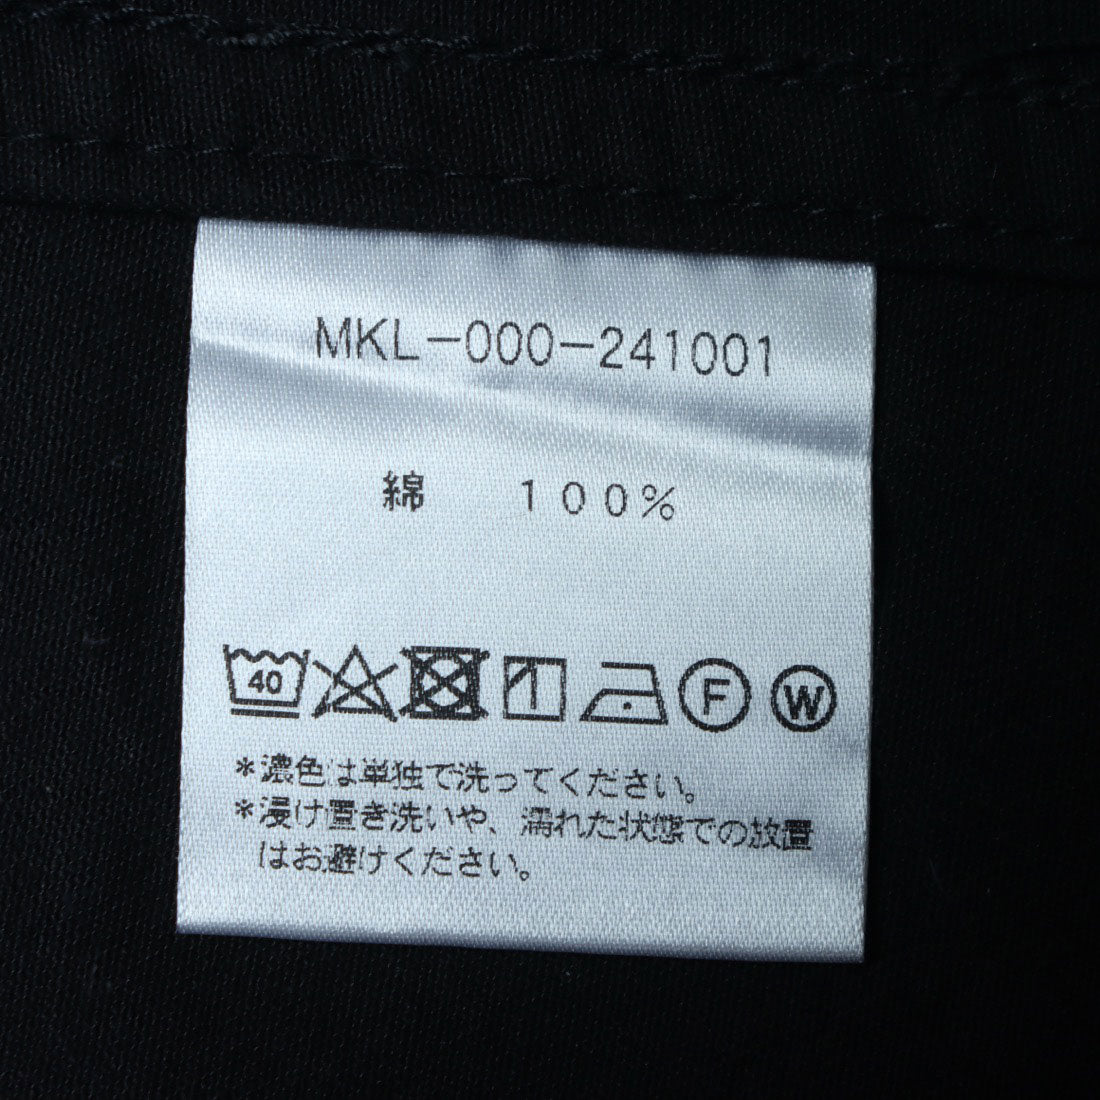 MKL-000-241001
綿 100%
40 F W
*濃色は単独で洗ってください。
*浸け置き洗いや、濡れた状態での放置
はお避けください。